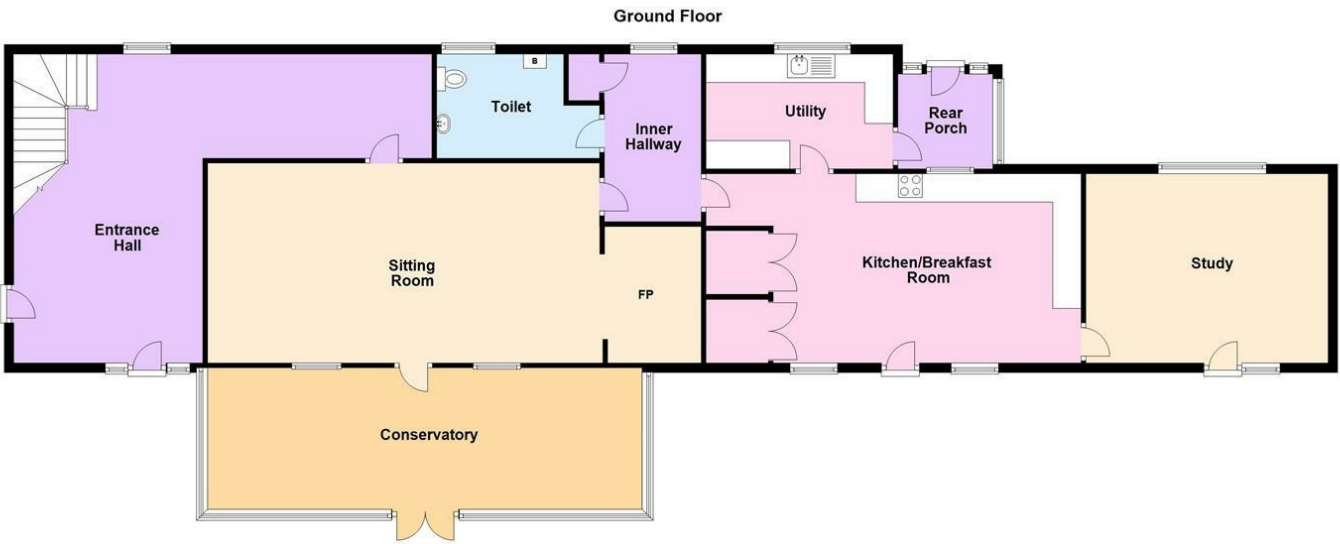 Ground Floor
B
Toilet
Utility
Rear
Porch
Inner
Hallway
Entrance
Hall
Sitting
Room
FP
Kitchen/Breakfast
Room
Study
Conservatory